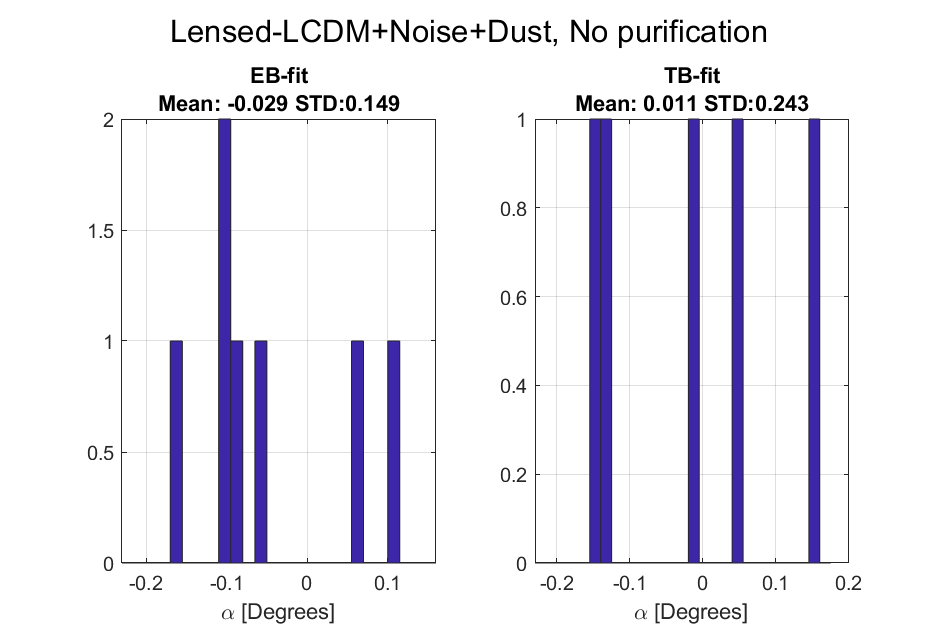 Lensed-LCDM+Noise+Dust, No purification
EB-fit
Mean: -0.029 STD:0.149
2
1.5
1
0.5
0
-0.2 -0.1 0 0.1
α [Degrees]
TB-fit
Mean: 0.011 STD:0.243
1
0.8
0.6
0.4
0.2
0
-0.2 -0.1 0 0.1 0.2
α [Degrees]